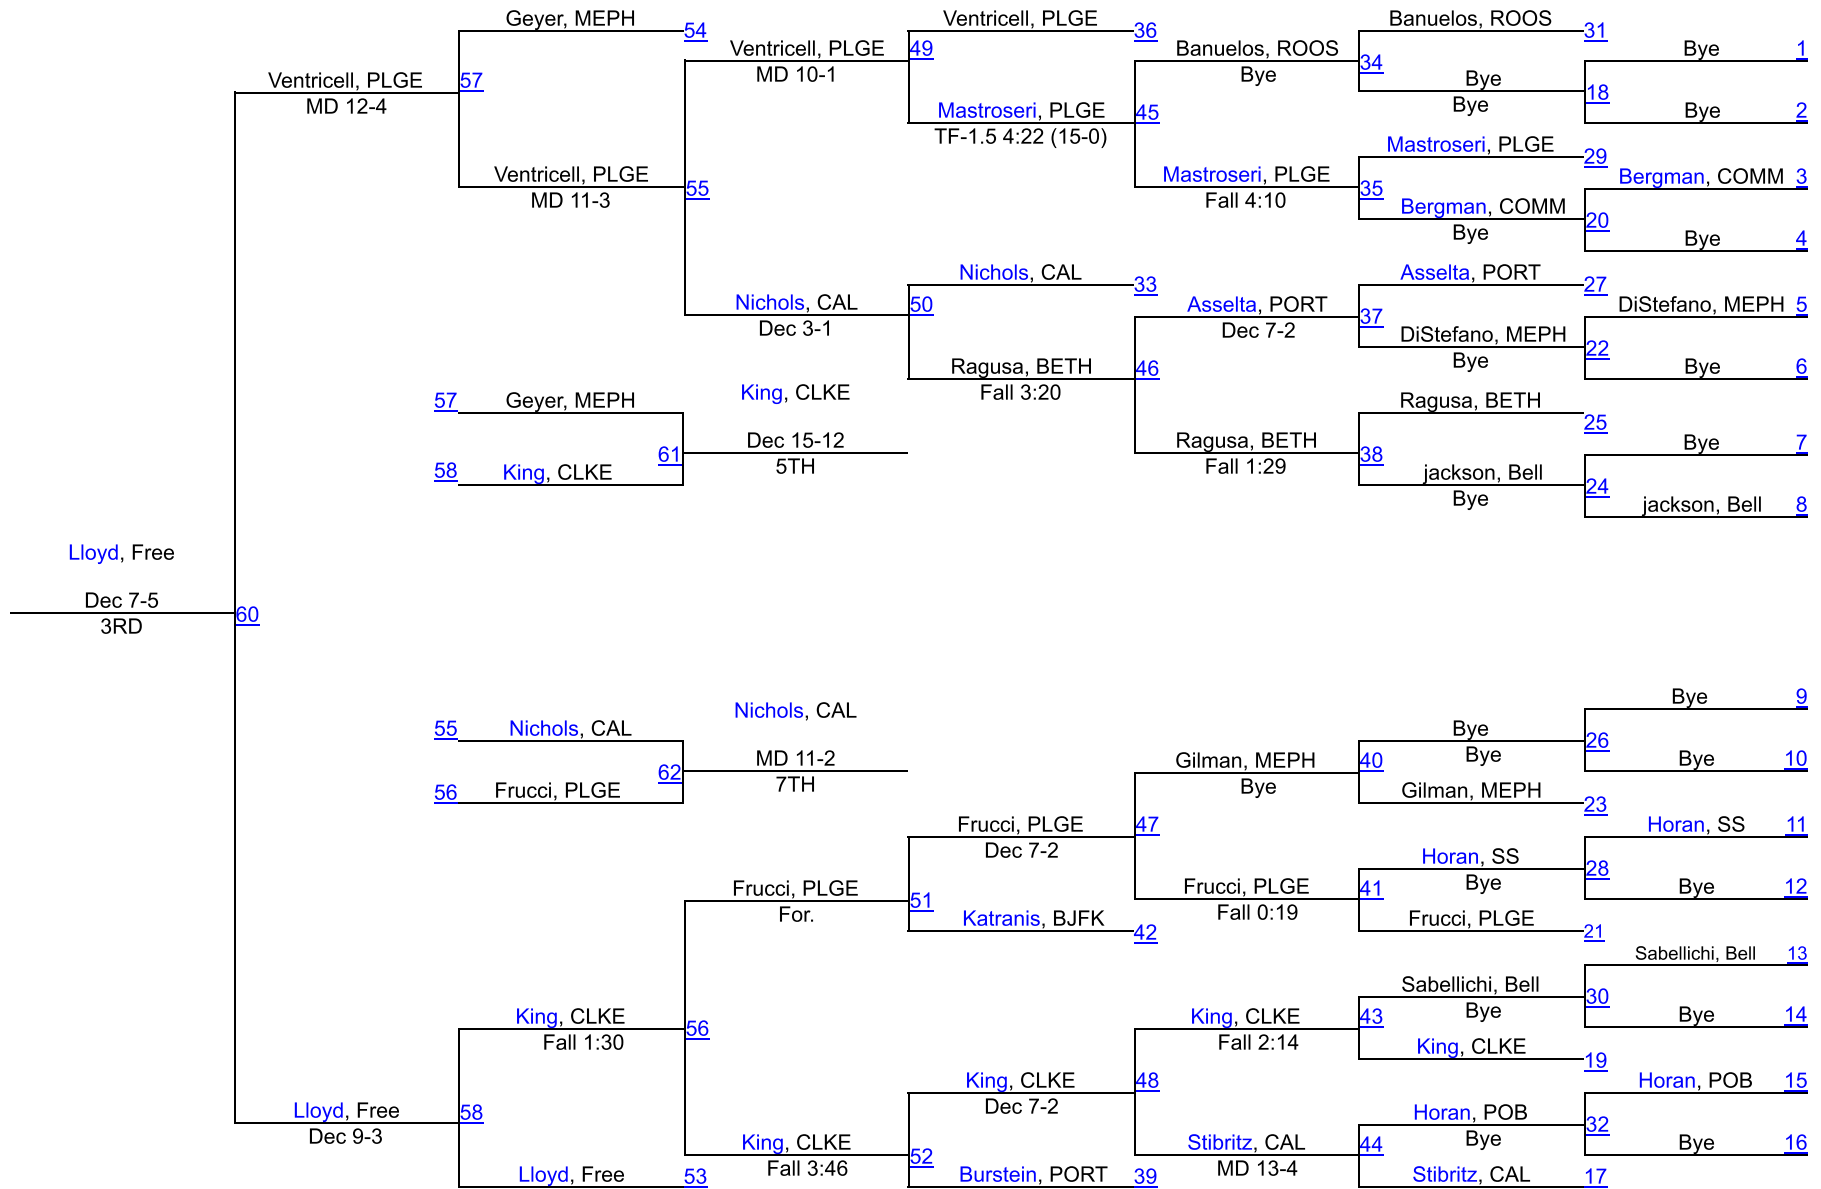 Geyer, MEPH
54
Ventricell, PLGE
36
Banuelos, ROOS
31
Ventricell, PLGE
49
MD 10-1
Banuelos, ROOS
34
Bye
Bye
1
Ventricell, PLGE
57
MD 12-4
Bye
18
Bye
Mastroseri, PLGE
45
TF-1.5 4:22 (15-0)
Bye
2
Mastroseri, PLGE
29
Ventricell, PLGE
55
MD 11-3
Mastroseri, PLGE
35
Fall 4:10
Bergman, COMM
3
Bergman, COMM
20
Bye
Bye
4
Nichols, CAL
33
Asselta, PORT
27
Nichols, CAL
50
Dec 3-1
Asselta, PORT
37
Dec 7-2
DiStefano, MEPH
5
DiStefano, MEPH
22
Bye
Ragusa, BETH
46
Fall 3:20
Bye
6
57
Geyer, MEPH
King, CLKE
Ragusa, BETH
25
61
Dec 15-12
5TH
Ragusa, BETH
38
Fall 1:29
Bye
7
58
King, CLKE
jackson, Bell
24
Bye
jackson, Bell
8
Lloyd, Free
Dec 7-5
60
3RD
Bye
9
55
Nichols, CAL
Nichols, CAL
Bye
26
Bye
62
MD 11-2
7TH
Gilman, MEPH
40
Bye
Bye
10
56
Frucci, PLGE
Gilman, MEPH
23
Frucci, PLGE
47
Dec 7-2
Horan, SS
11
Horan, SS
28
Bye
Frucci, PLGE
51
For.
Frucci, PLGE
41
Fall 0:19
Bye
12
Katranis, BJFK
42
Frucci, PLGE
21
Sabellichi, Bell
13
Sabellichi, Bell
30
Bye
King, CLKE
56
Fall 1:30
King, CLKE
43
Fall 2:14
Bye
14
King, CLKE
19
King, CLKE
48
Dec 7-2
Horan, POB
15
Lloyd, Free
58
Dec 9-3
Horan, POB
32
Bye
King, CLKE
52
Fall 3:46
Stibritz, CAL
44
MD 13-4
Bye
16
Lloyd, Free
53
Burstein, PORT
39
Stibritz, CAL
17